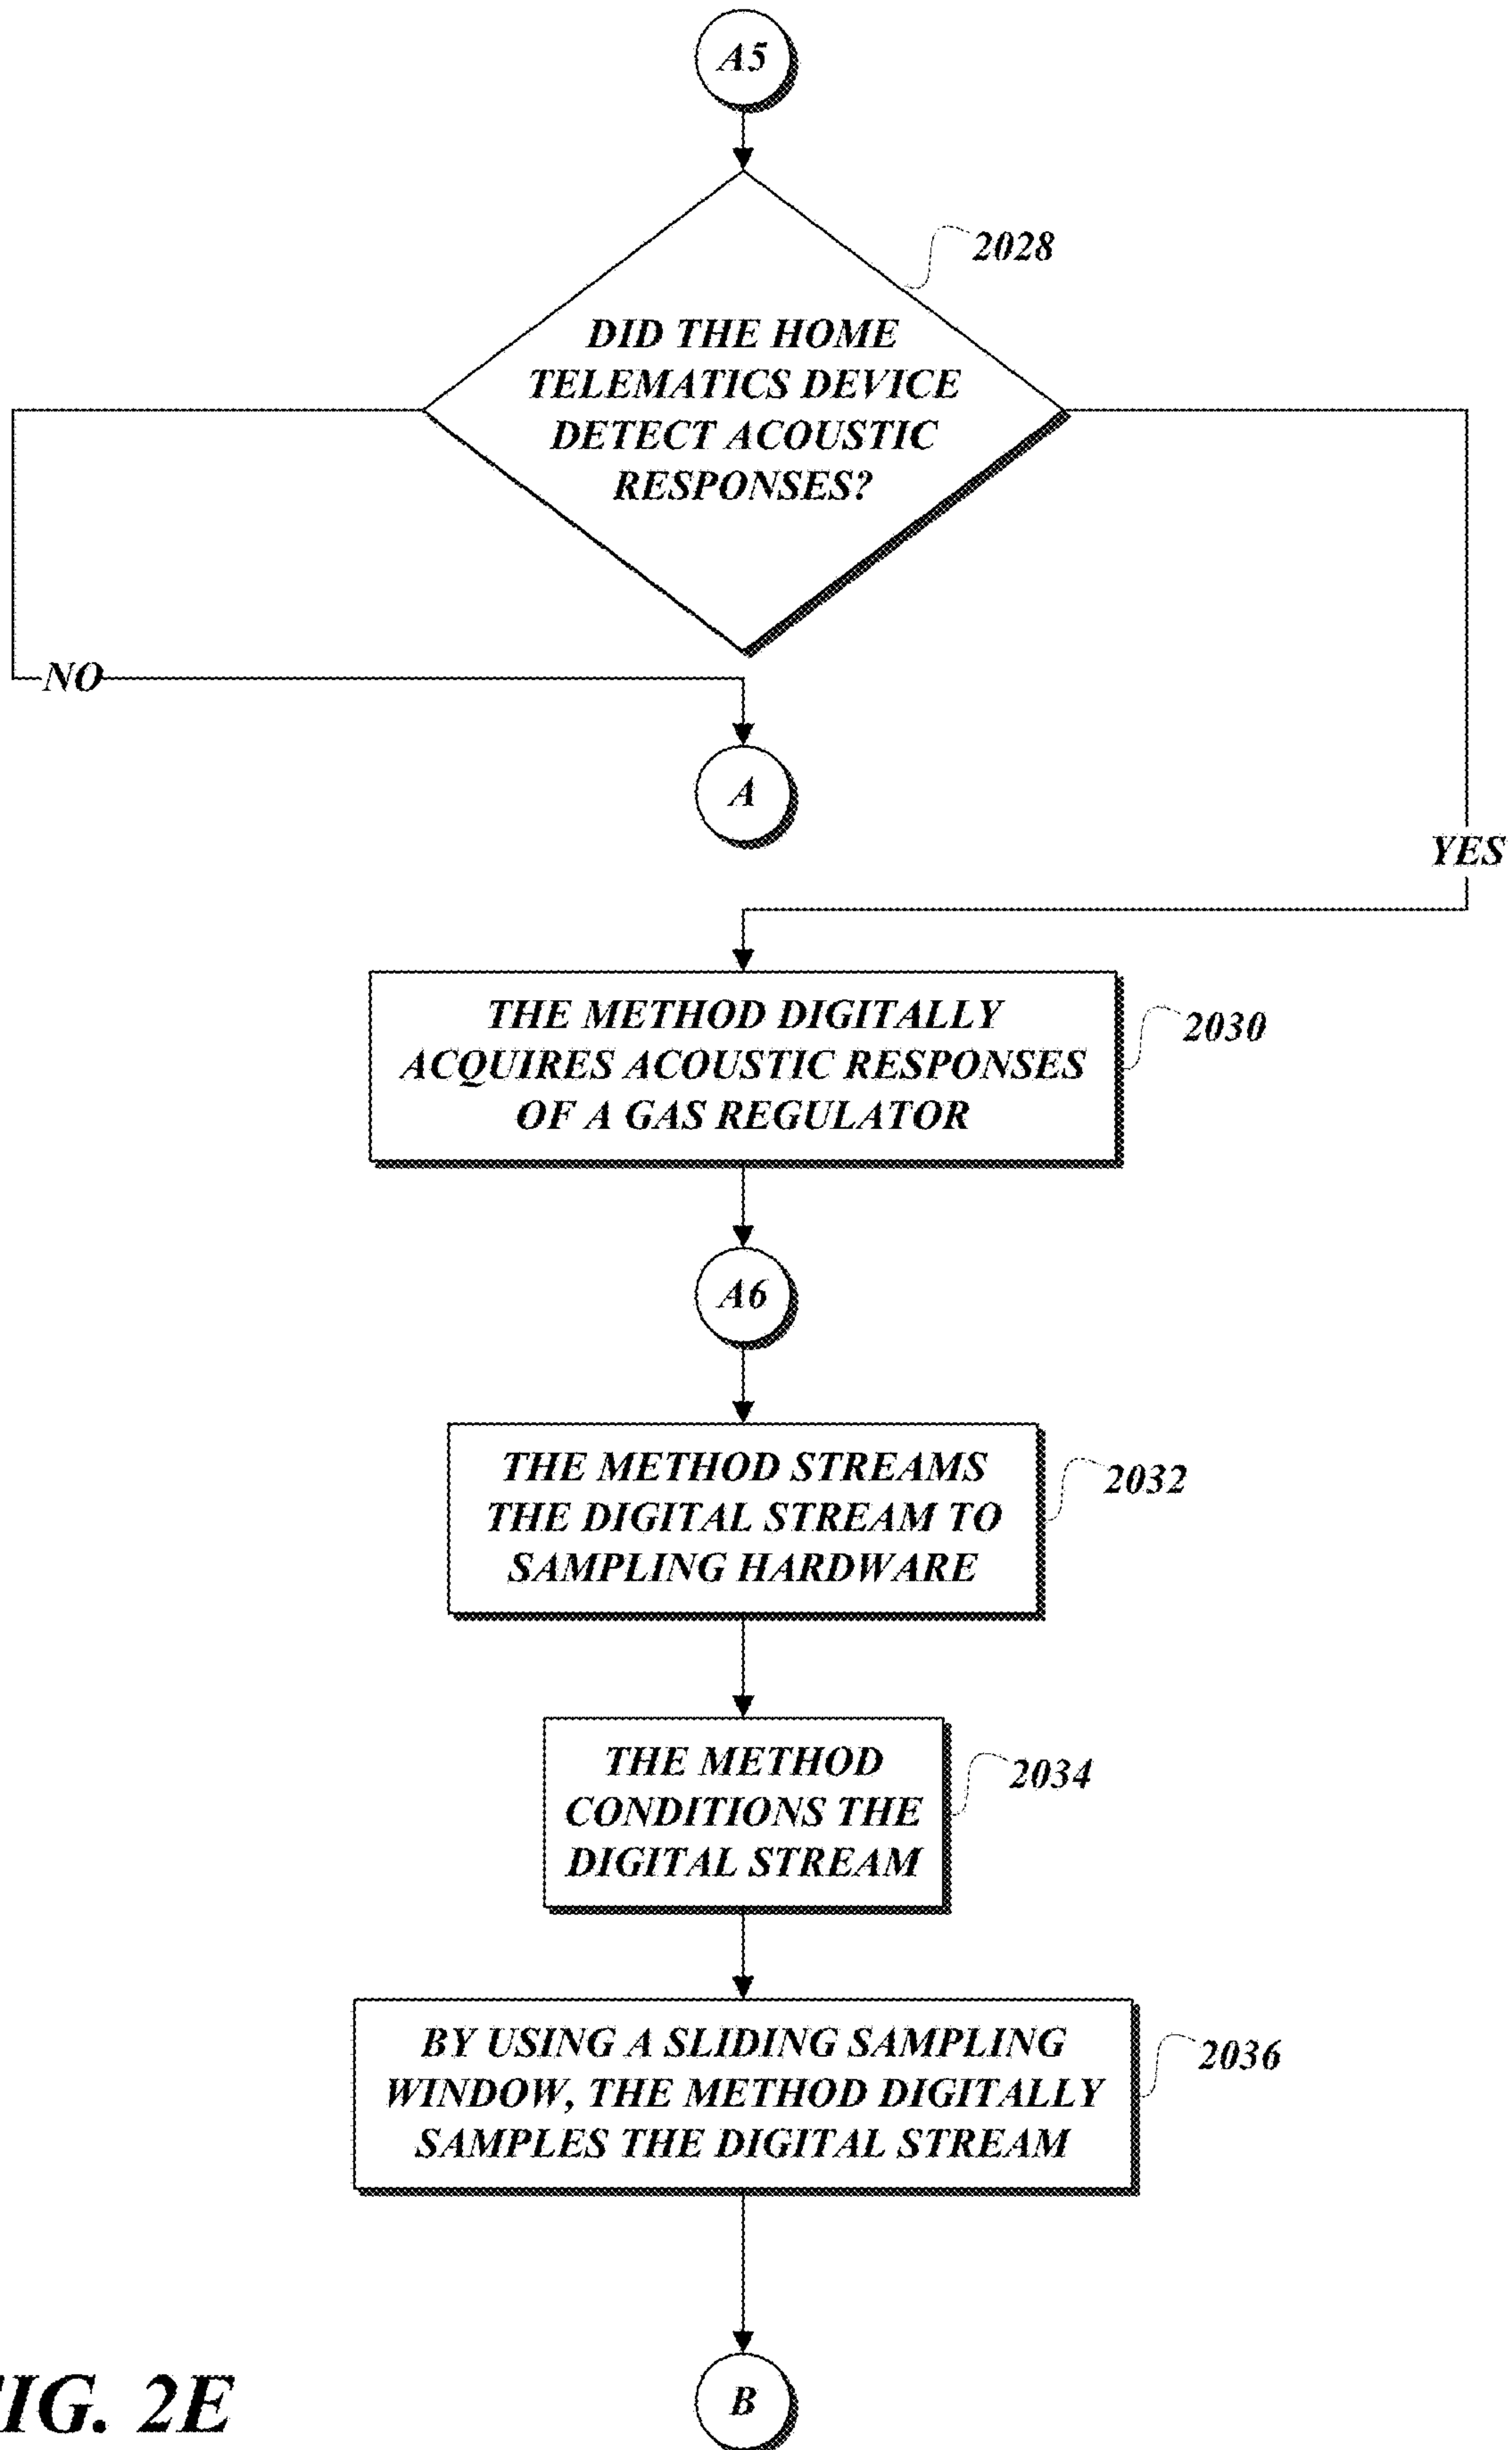 A5
2028
DID THE HOME
TELEMATICS DEVICE
DETECT ACOUSTIC
RESPONSES?
NO
A
YES
THE METHOD DIGITALLY
ACQUIRES ACOUSTIC RESPONSES
OF A GAS REGULATOR
2030
A6
THE METHOD STREAMS
THE DIGITAL STREAM TO
SAMPLING HARDWARE
2032
THE METHOD
CONDITIONS THE
DIGITAL STREAM
2034
BY USING A SLIDING SAMPLING
WINDOW, THE METHOD DIGITALLY
SAMPLES THE DIGITAL STREAM
2036
B
IG. 2E